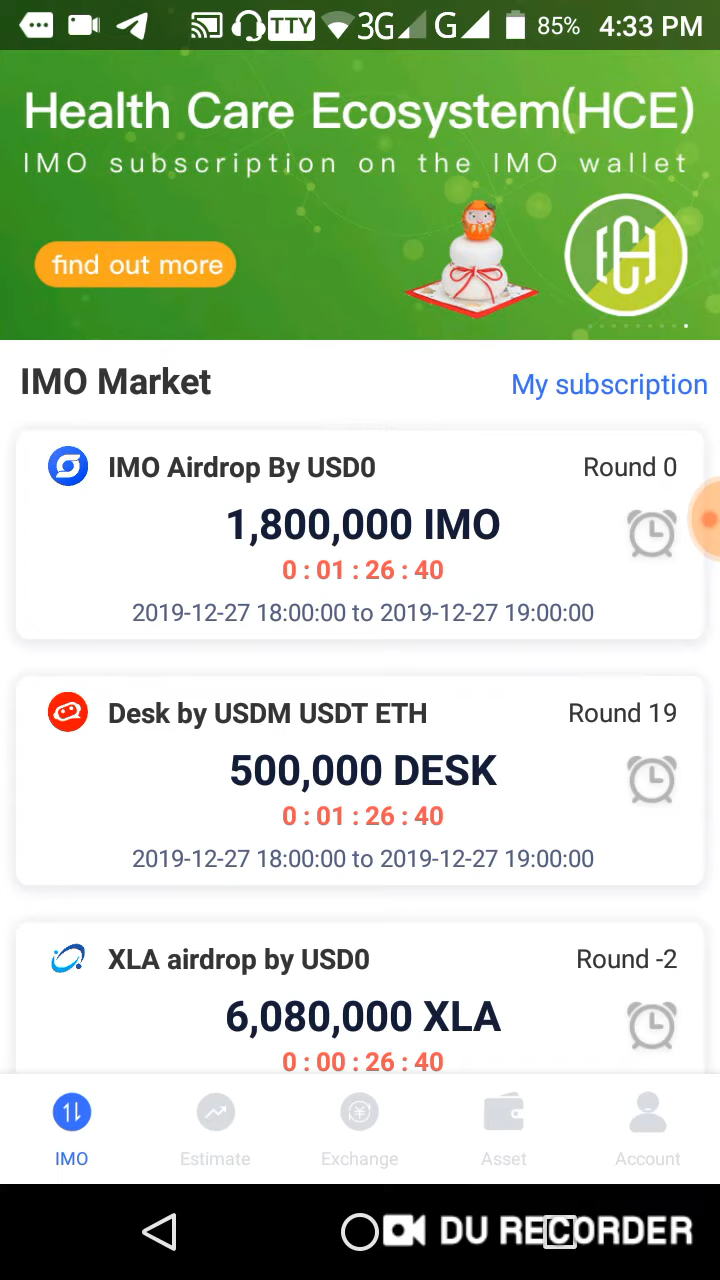 TTY 3G G 85% 4:33 PM
Health Care Ecosystem(HCE)
IMO subscription on the IMO wallet
find out more
IMO Market
My subscription
IMO Airdrop By USD0
Round 0
1,800,000 IMO
0 : 01 : 26 : 40
2019-12-27 18:00:00 to 2019-12-27 19:00:00
Desk by USDM USDT ETH
Round 19
500,000 DESK
0 : 01 : 26 : 40
2019-12-27 18:00:00 to 2019-12-27 19:00:00
XLA airdrop by USD0
Round -2
6,080,000 XLA
0 : 00 : 26 : 40
IMO
Estimate
Exchange
Asset
Account
DU RECORDER